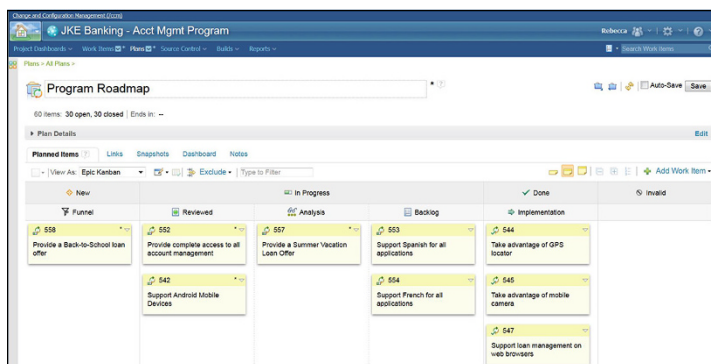 Change and Configuration Management (/ccm)
JKE Banking - Acct Mgmt Program
Rebecca
Project Dashboards Work Items Plans Source Control Builds Reports
Search Work Items
Plans > All Plans >
Program Roadmap
Auto-Save Save
60 items: 30 open, 30 closed | Ends in: --
Plan Details
Edit
Planned Items Links Snapshots Dashboard Notes
View As: Epic Kanban Exclude Type to Filter
Add Work Item
New In Progress Done Invalid
Funnel Reviewed Analysis Backlog Implementation
558 552 557 553 544
Provide a Back-to-School loan offer
Provide complete access to all account management
Provide a Summer Vacation Loan Offer
Support Spanish for all applications
Take advantage of GPS locator
542 554 545
Support Android Mobile Devices
Support French for all applications
Take advantage of mobile camera
547
Support loan management on web browsers